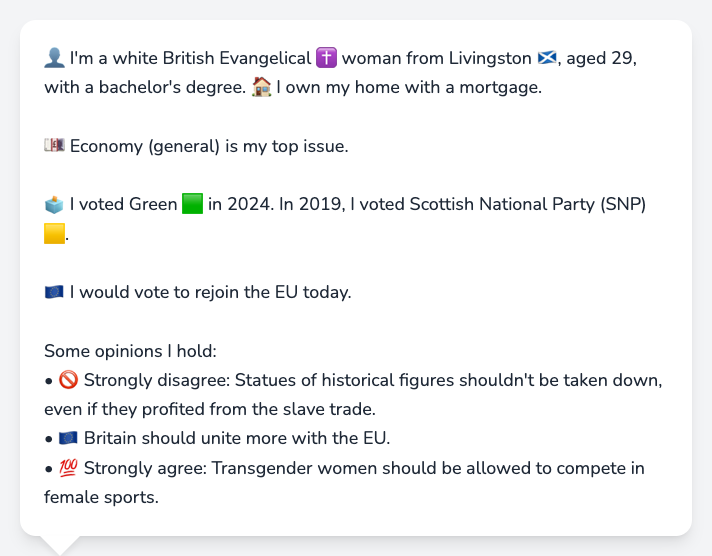 👤 I'm a white British Evangelical ✝️ woman from Livingston 🏴󠁧󠁢󠁳󠁣󠁴󠁿, aged 29,
with a bachelor's degree. 🏠 I own my home with a mortgage.
💷 Economy (general) is my top issue.
🗳️ I voted Green 🟩 in 2024. In 2019, I voted Scottish National Party (SNP)
🟨.
🇪🇺 I would vote to rejoin the EU today.
Some opinions I hold:
• 🚫 Strongly disagree: Statues of historical figures shouldn't be taken down,
even if they profited from the slave trade.
• 🇪🇺 Britain should unite more with the EU.
• 💯 Strongly agree: Transgender women should be allowed to compete in
female sports.